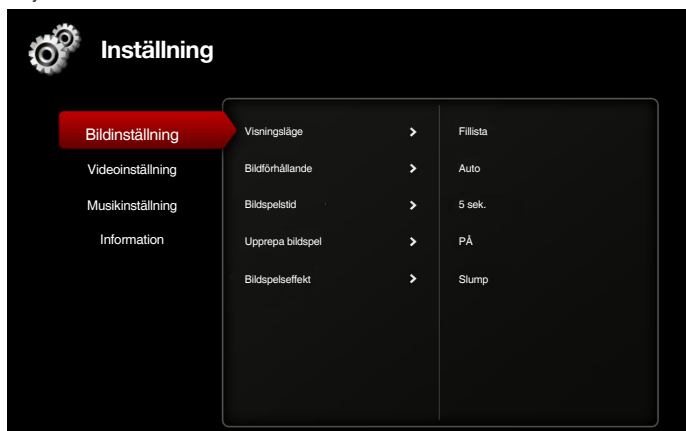 Inställning
Bildinställning
Videoinställning
Musikinställning
Information
Visningsläge
Fillista
Bildförhållande
Auto
Bildspelstid
5 sek.
Upprepa bildspel
PÅ
Bildspelseffekt
Slump